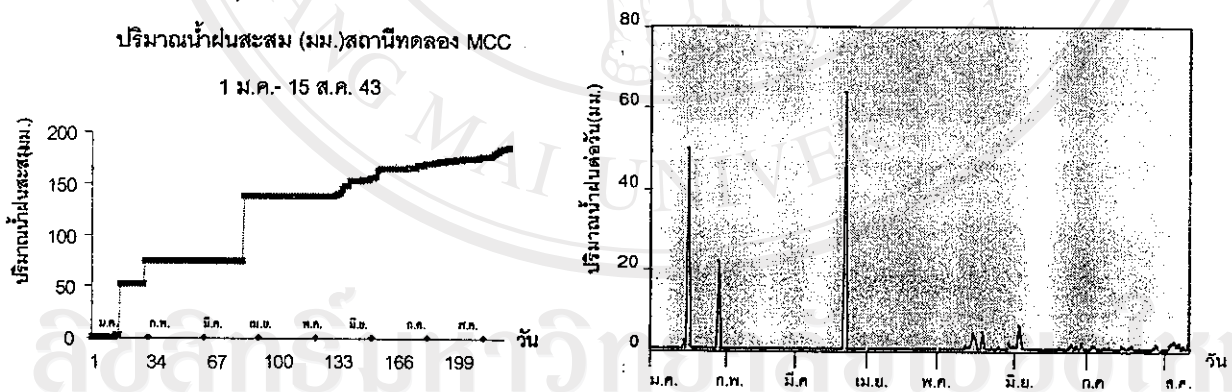 ปริมาณน้ำฝนสะสม (มม.)สถานีทดลอง MCC
1 ม.ค.- 15 ส.ค. 43
ปริมาณน้ำฝนสะส(มม.)
200
150
100
50
0
ม.ค. ก.พ. มี.ค. เม.ย. พ.ค. มิ.ย. ก.ค. ส.ค.
วัน
1 34 67 100 133 166 199
ปริมาณน้ำฝนต่อวัน(มม.)
80
60
40
20
0
ม.ค. ก.พ. มี.ค เม.ย. พ.ค. มิ.ย. ก.ค ส.ค.
วัน
MAI UNIVE